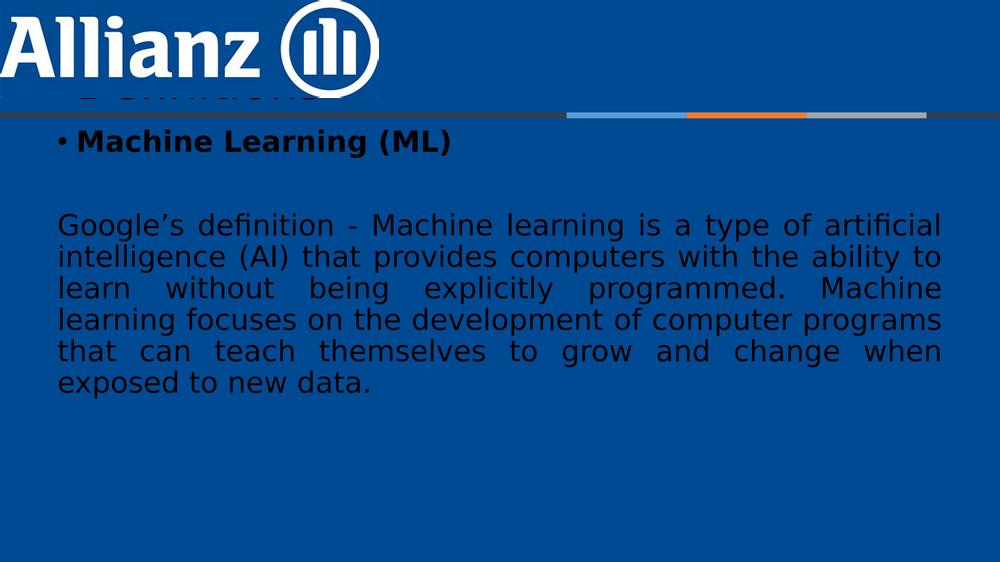 Allianz
• Machine Learning (ML)
Google’s definition - Machine learning is a type of artificial
intelligence (AI) that provides computers with the ability to
learn without being explicitly programmed. Machine
learning focuses on the development of computer programs
that can teach themselves to grow and change when
exposed to new data.